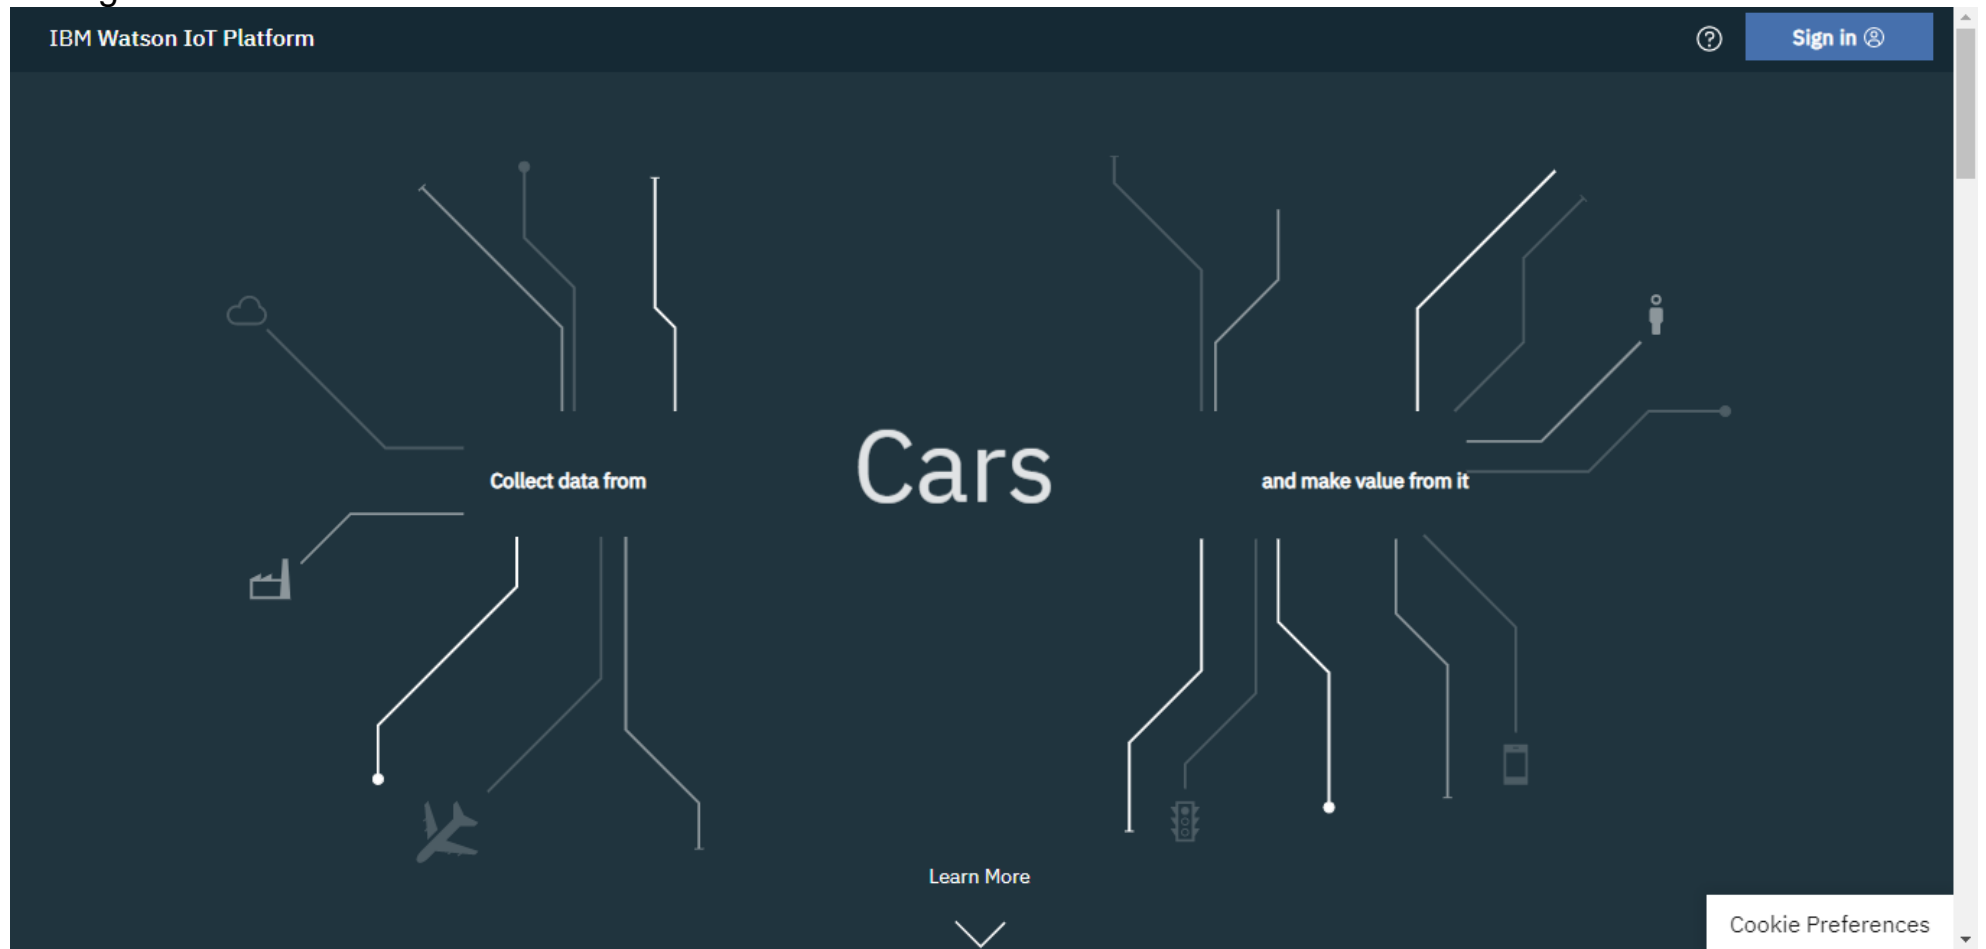 IBM Watson IoT Platform
Sign in
Collect data from
Cars
and make value from it
Learn More
Cookie Preferences